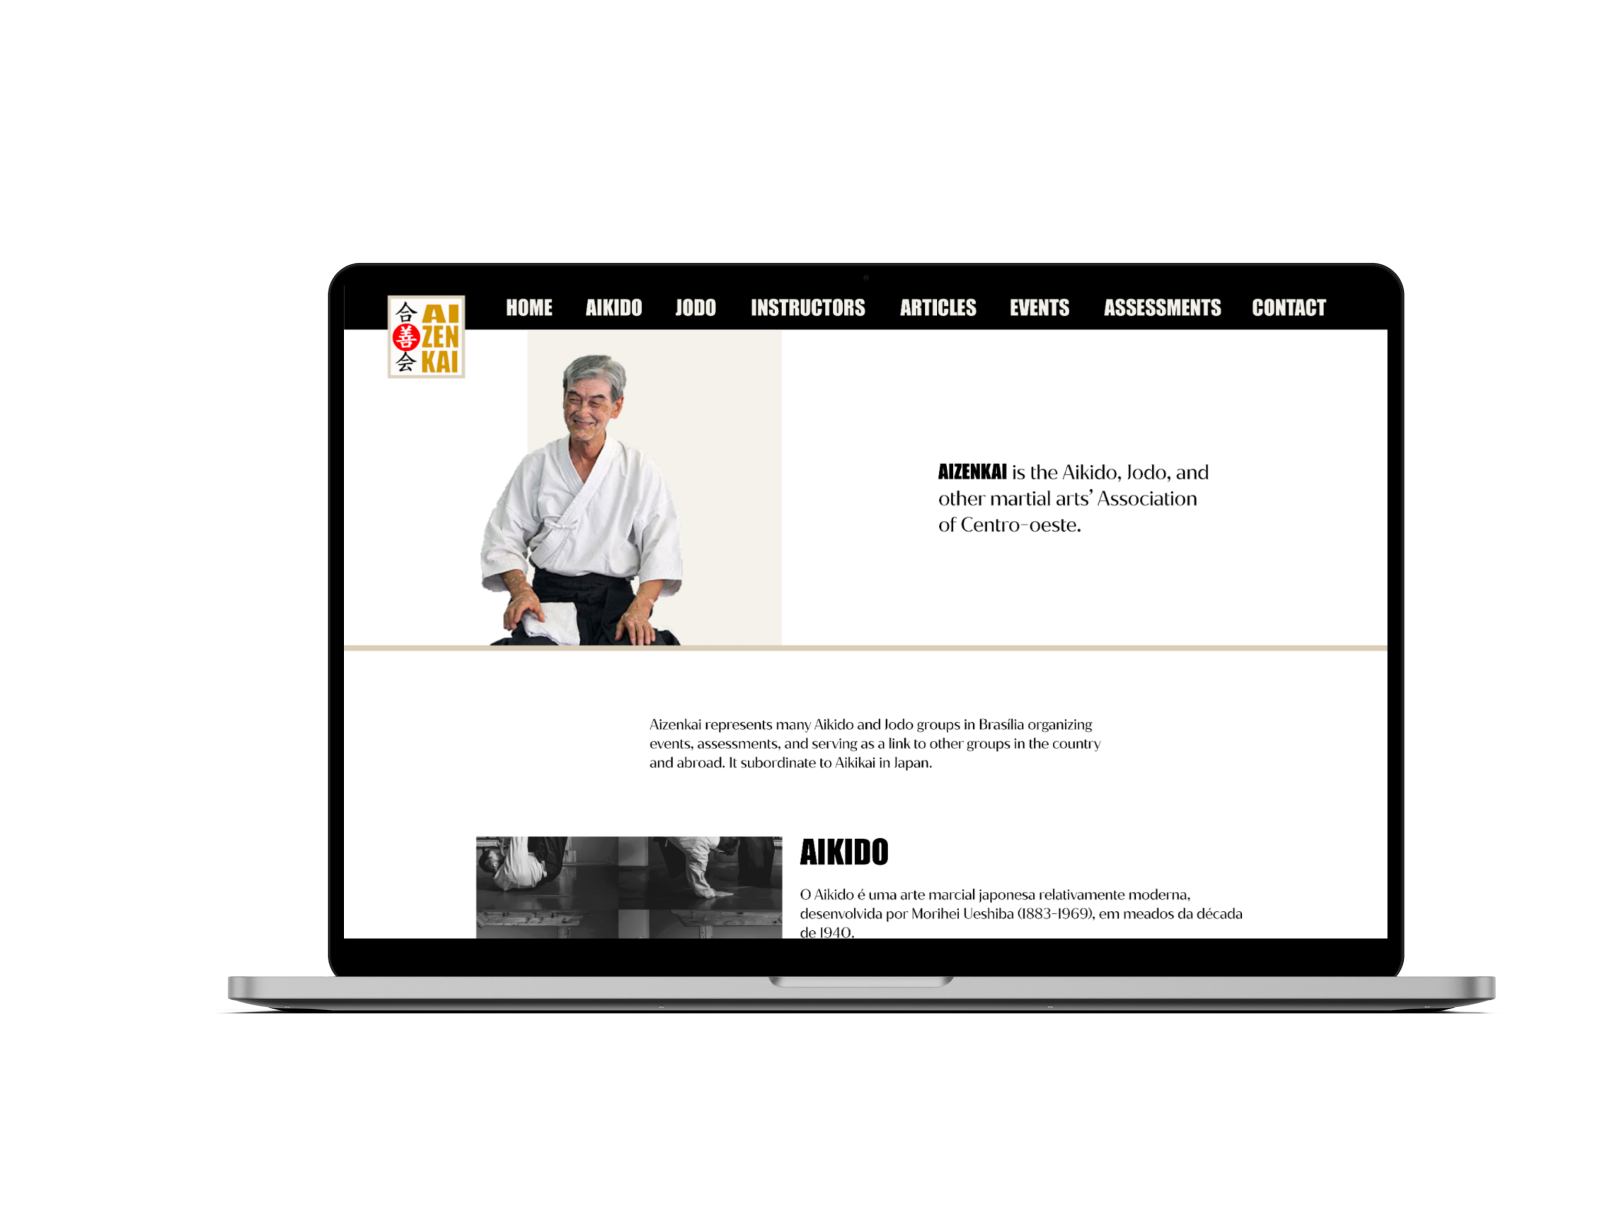 合 AI
善 ZEN
会 KAI
HOME AIKIDO JODO INSTRUCTORS ARTICLES EVENTS ASSESSMENTS CONTACT
AIZENKAI is the Aikido, Jodo, and
other martial arts’ Association
of Centro-oeste.
Aizenkai represents many Aikido and Jodo groups in Brasília organizing
events, assessments, and serving as a link to other groups in the country
and abroad. It subordinate to Aikikai in Japan.
AIKIDO
O Aikido é uma arte marcial japonesa relativamente moderna,
desenvolvida por Morihei Ueshiba (1883-1969), em meados da década
de 1940.